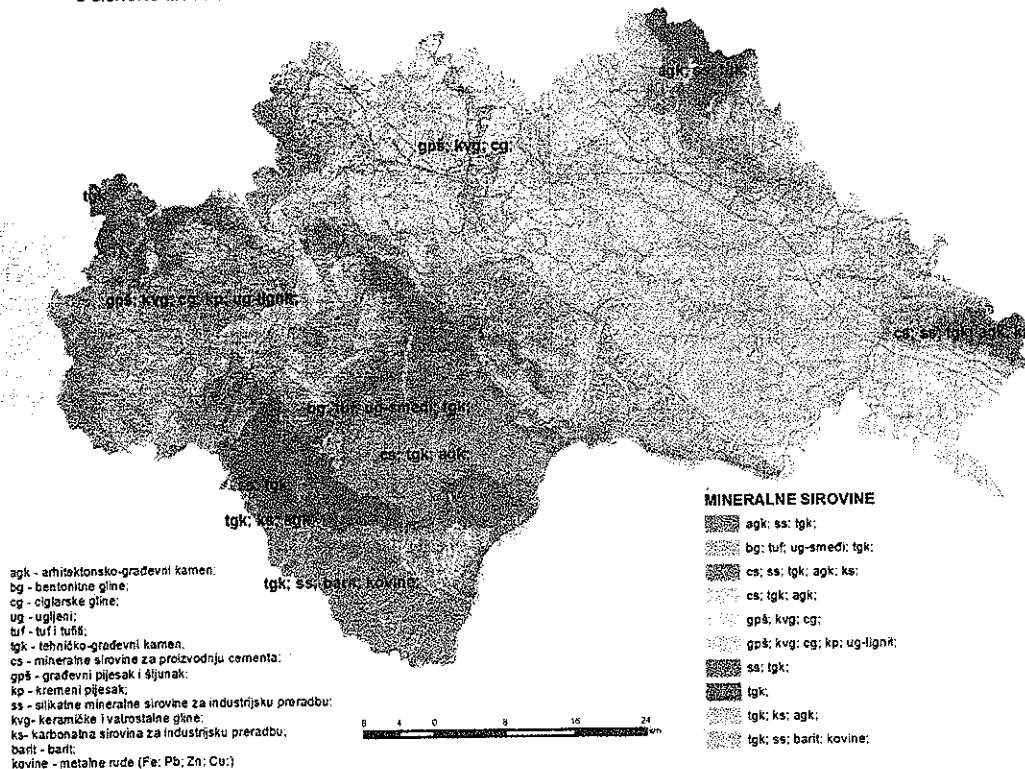 gpš; kvg; cg;
gpš; kvg; cg; kp; ug-lignit;
bg; tuf; ug-smeđi; tgk;
cs; tgk; agk;
tgk; ks; agk;
tgk; ss; barit; kovine;
cs; ss; tgk; agk;
agk - arhitektonsko-građevni kamen;
bg - bentonitne gline;
cg - ciglarske gline;
ug - ugljeni;
tuf - tuf i tufiti;
tgk - tehničko-građevni kamen,
cs - mineralne sirovine za proizvodnju cementa;
gpš - građevni pijesak i šljunak;
kp - kremeni pijesak;
ss - silikatne mineralne sirovine za industrijsku preradbu;
kvg- keramičke i vatrostalne gline;
ks- karbonatna sirovina za industrijsku preradbu;
barit - barit;
kovine - metalne rude (Fe; Pb; Zn; Cu;)
8 4 0 8 16 24
MINERALNE SIROVINE
agk; ss; tgk;
bg; tuf; ug-smeđi; tgk;
cs; ss; tgk; agk; ks;
cs; tgk; agk;
gpš; kvg; cg;
gpš; kvg; cg; kp; ug-lignit;
ss; tgk;
tgk;
tgk; ks; agk;
tgk; ss; barit; kovine;